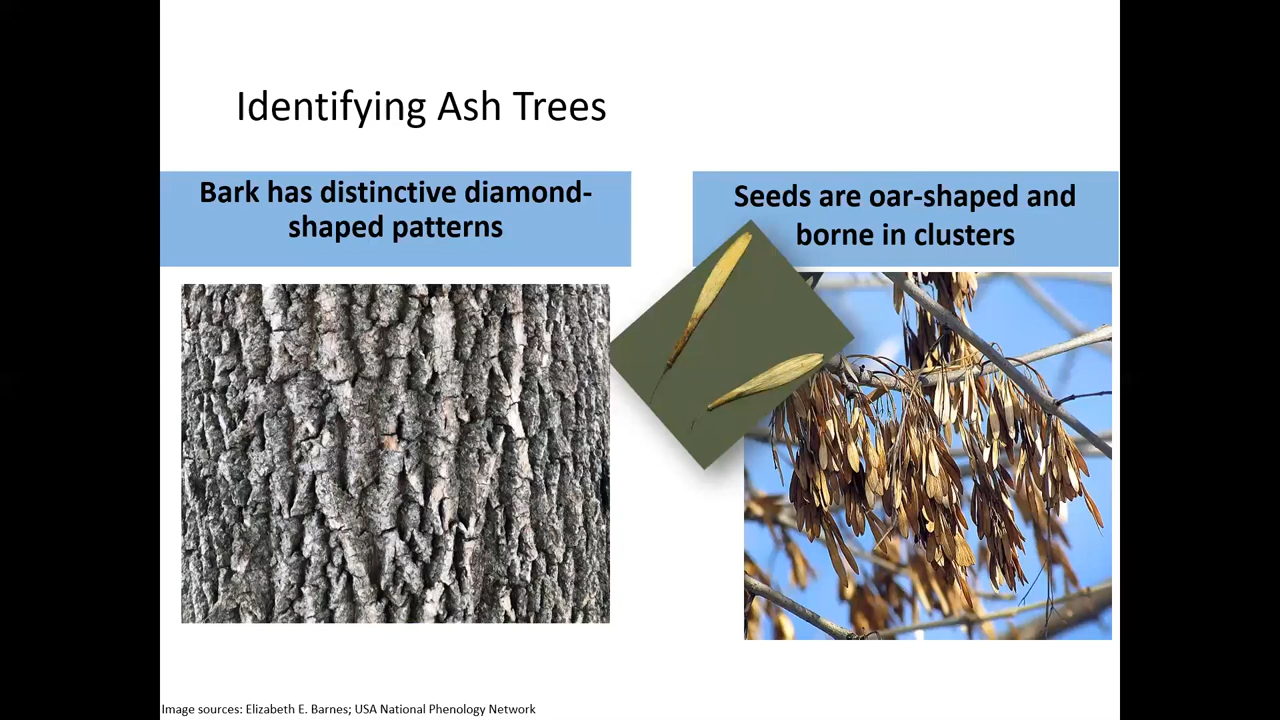 Identifying Ash Trees
Bark has distinctive diamond-
shaped patterns
Seeds are oar-shaped and
borne in clusters
Image sources: Elizabeth E. Barnes; USA National Phenology Network